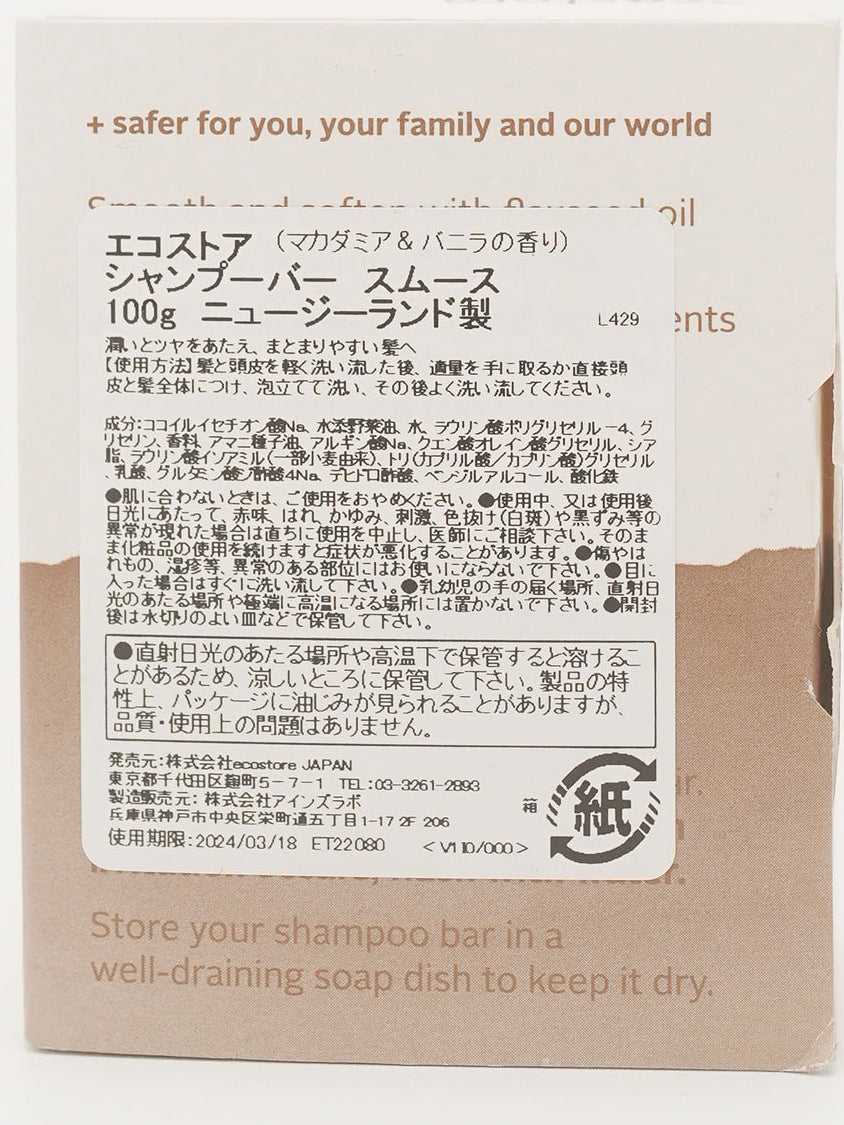 + safer for you, your family and our world
Smooth and soften with flaxseed oil
エコストア （マカダミア＆バニラの香り）
シャンプーバー スムース
100g ニュージーランド製
L429
ents
潤いとツヤをあたえ、まとまりやすい髪へ
【使用方法】髪と頭皮を軽く洗い流した後、適量を手に取るか直接頭
皮と髪全体につけ、泡立てて洗い、その後よく洗い流してください。
成分：ココイルイセチオン酸Na、水添野菜油、水、ラウリン酸ポリグリセリル－4、グ
リセリン、香料、アマニ種子油、アルギン酸Na、クエン酸オレイン酸グリセリル、シア
脂、ラウリン酸イソアミル（一部小麦由来）、トリ（カプリル酸／カプリン酸）グリセリル
、乳酸、グルタミン酸ジ酢酸4Na、デヒドロ酢酸、ベンジルアルコール、酸化鉄
●肌に合わないときは、ご使用をおやめください。●使用中、又は使用後
日光にあたって、赤味、はれ、かゆみ、刺激、色抜け（白斑）や黒ずみ等の
異常が現れた場合は直ちに使用を中止し、医師にご相談下さい。そのま
ま化粧品の使用を続けますと症状が悪化することがあります。●傷やは
れもの、湿疹等、異常のある部位にはお使いにならないで下さい。●目に
入った場合はすぐに洗い流して下さい。●乳幼児の手の届く場所、直射日
光のあたる場所や極端に高温になる場所には置かないで下さい。●開封
後は水切りのよい皿などで保管して下さい。
●直射日光のあたる場所や高温下で保管すると溶けるこ
とがあるため、涼しいところに保管して下さい。製品の特
性上、パッケージに油じみが見られることがありますが、
品質・使用上の問題はありません。
発売元：株式会社ecostore JAPAN
東京都千代田区麹町5－7－1 TEL：03-3261-2893
製造販売元：株式会社アインズラボ
兵庫県神戸市中央区栄町通五丁目1-17 2F 206
使用期限：2024/03/18 ET22080 ＜V110/000＞
箱
紙
ir.
water.
Store your shampoo bar in a
well-draining soap dish to keep it dry.